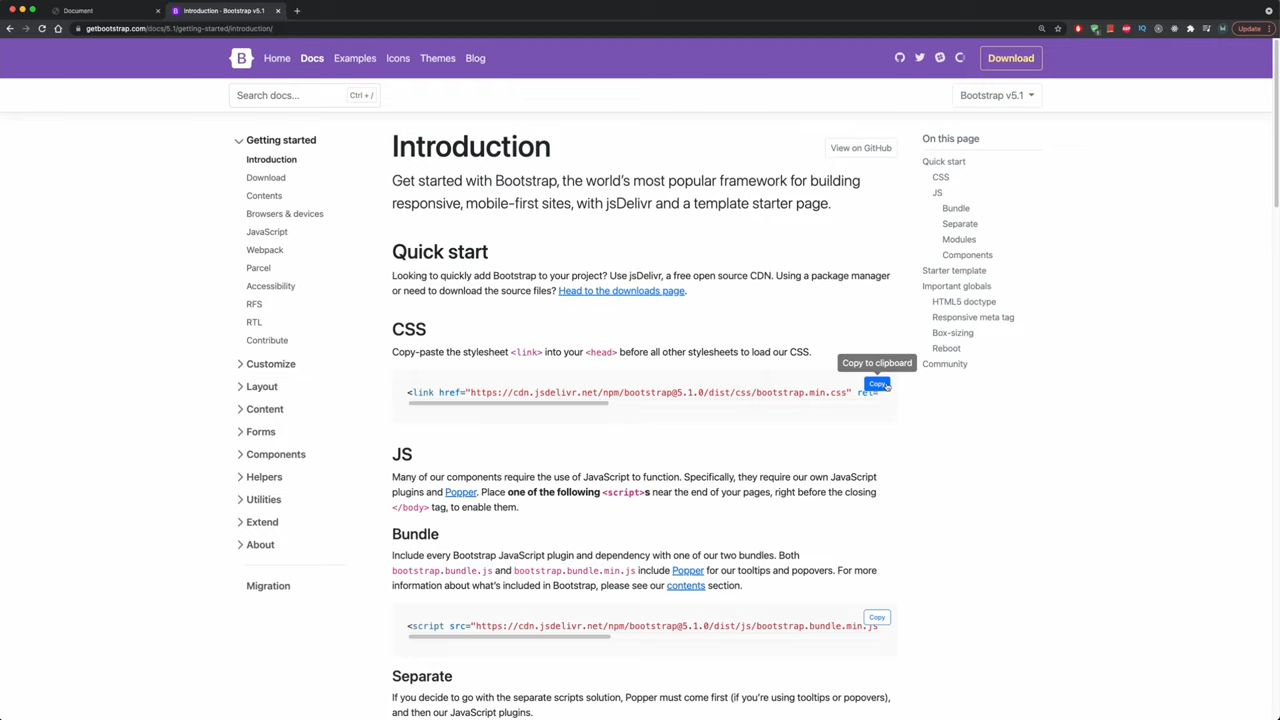 Document
Introduction · Bootstrap v5.1
getbootstrap.com/docs/5.1/getting-started/introduction/
Update
B
Home
Docs
Examples
Icons
Themes
Blog
Download
Search docs...
Ctrl + /
Bootstrap v5.1
Getting started
Introduction
Download
Contents
Browsers & devices
JavaScript
Webpack
Parcel
Accessibility
RFS
RTL
Contribute
Customize
Layout
Content
Forms
Components
Helpers
Utilities
Extend
About
Migration
Introduction
View on GitHub
Get started with Bootstrap, the world's most popular framework for building
responsive, mobile-first sites, with jsDelivr and a template starter page.
Quick start
Looking to quickly add Bootstrap to your project? Use jsDelivr, a free open source CDN. Using a package manager
or need to download the source files? Head to the downloads page.
CSS
Copy-paste the stylesheet <link> into your <head> before all other stylesheets to load our CSS.
Copy to clipboard
Copy
<link href="https://cdn.jsdelivr.net/npm/bootstrap@5.1.0/dist/css/bootstrap.min.css" rel=
JS
Many of our components require the use of JavaScript to function. Specifically, they require our own JavaScript
plugins and Popper. Place one of the following <script>s near the end of your pages, right before the closing
</body> tag, to enable them.
Bundle
Include every Bootstrap JavaScript plugin and dependency with one of our two bundles. Both
bootstrap.bundle.js and bootstrap.bundle.min.js include Popper for our tooltips and popovers. For more
information about what's included in Bootstrap, please see our contents section.
Copy
<script src="https://cdn.jsdelivr.net/npm/bootstrap@5.1.0/dist/js/bootstrap.bundle.min.js
Separate
If you decide to go with the separate scripts solution, Popper must come first (if you're using tooltips or popovers),
and then our JavaScript plugins.
On this page
Quick start
CSS
JS
Bundle
Separate
Modules
Components
Starter template
Important globals
HTML5 doctype
Responsive meta tag
Box-sizing
Reboot
Community